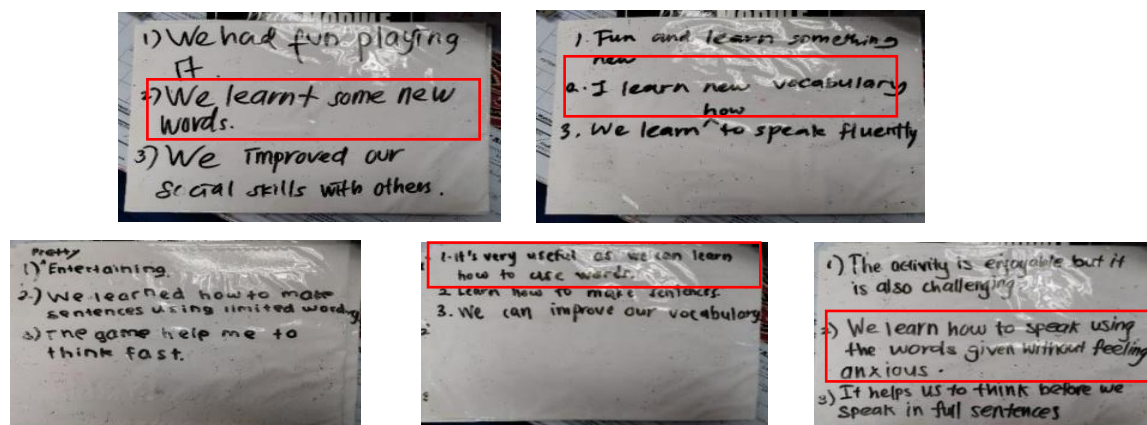 1) We had fun playing
it.
2) We learnt some new
words.
3) We improved our
social skills with others.
1. Fun and learn something
new
2. I learn new vocabulary
how
3. We learn ^ to speak fluently
Pretty
1) ^ Entertaining.
2.) We learned how to make
sentences using limited wording
3) The game help me to
think fast.
1. it's very useful as we can learn
how to use words.
2 Learn how to make sentences.
3. We can improve our vocabulary
1) The activity is enjoyable but it
is also challenging.
2) We learn how to speak using
the words given without feeling
anxious.
3) It helps us to think before we
speak in full sentences